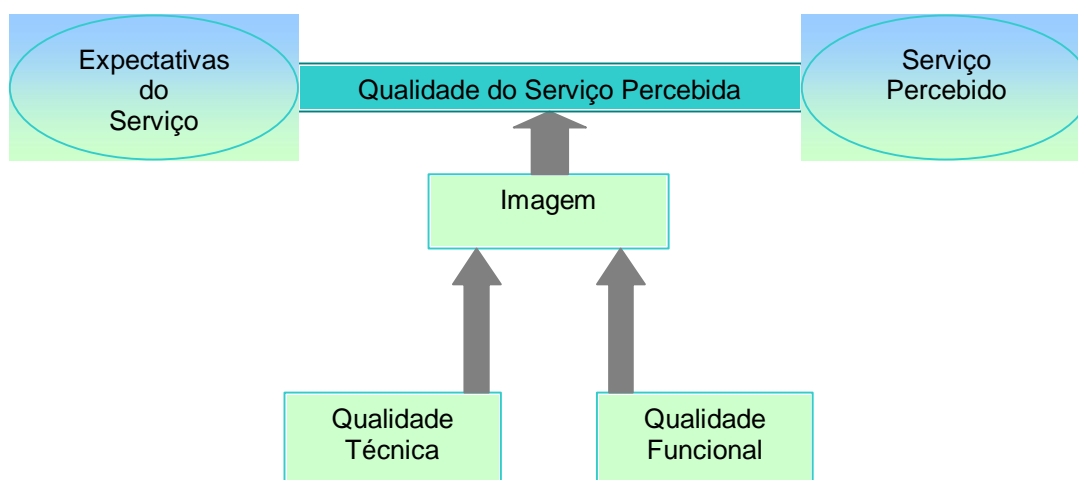 Expectativas
do
Serviço
Qualidade do Serviço Percebida
Serviço
Percebido
Imagem
Qualidade
Técnica
Qualidade
Funcional